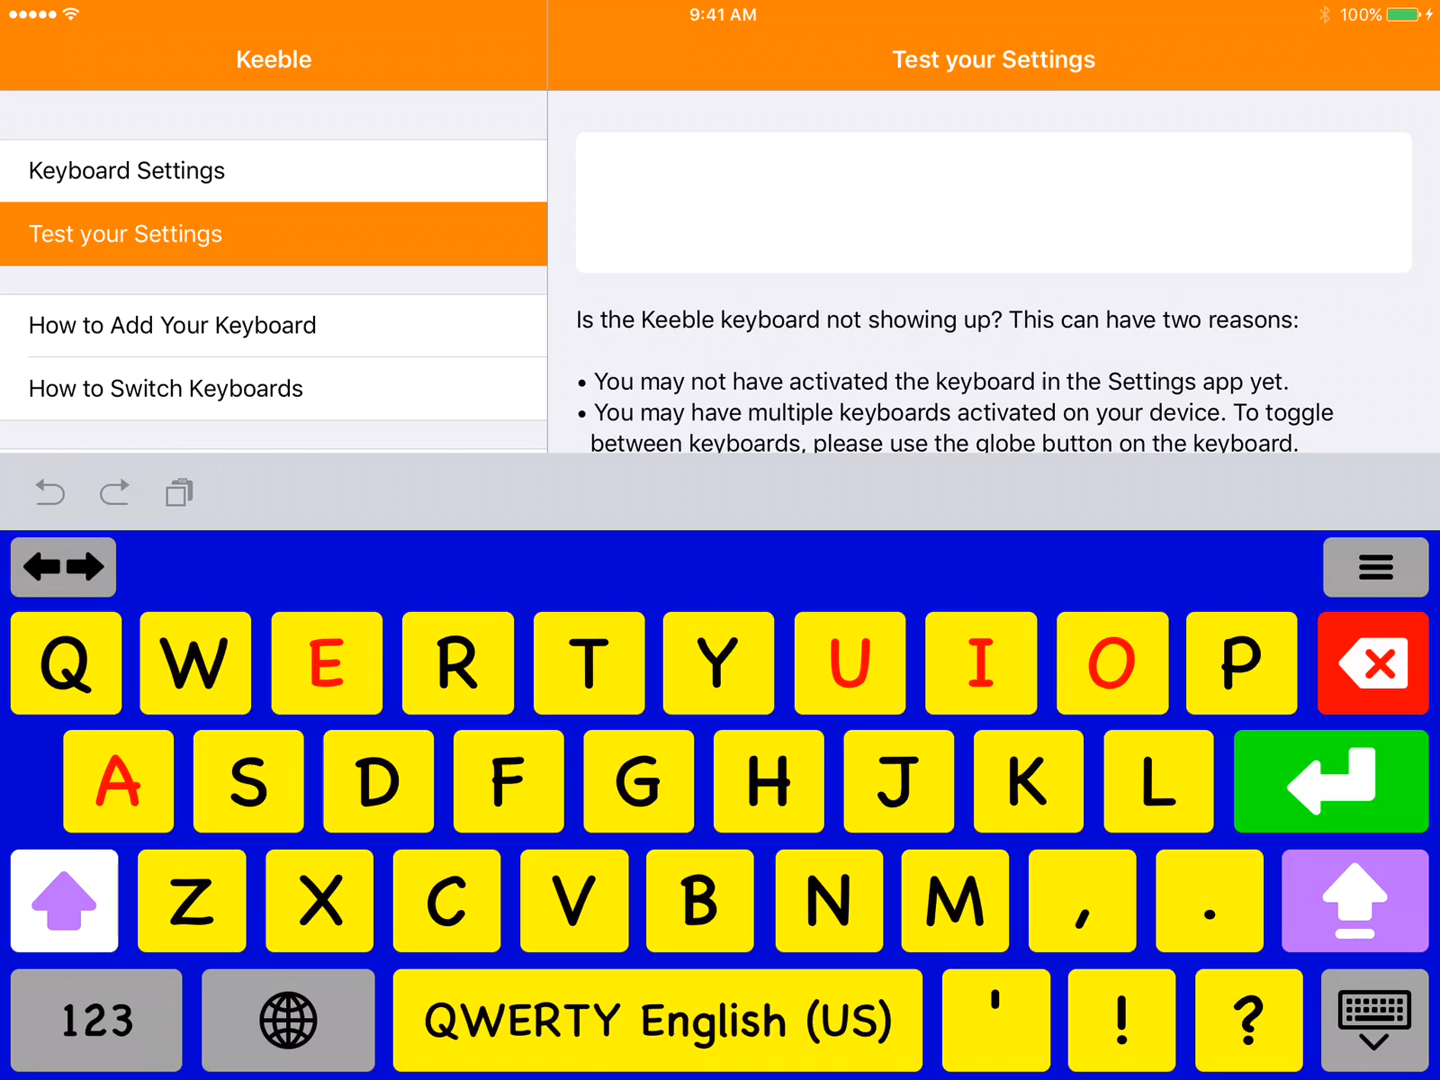 9:41 AM
100%
Keeble
Test your Settings
Keyboard Settings
Test your Settings
How to Add Your Keyboard
How to Switch Keyboards
Is the Keeble keyboard not showing up? This can have two reasons:
• You may not have activated the keyboard in the Settings app yet.
• You may have multiple keyboards activated on your device. To toggle
between keyboards, please use the globe button on the keyboard.
Q W E R T Y U I O P
A S D F G H J K L
Z X C V B N M , .
123 QWERTY English (US) ' ! ?